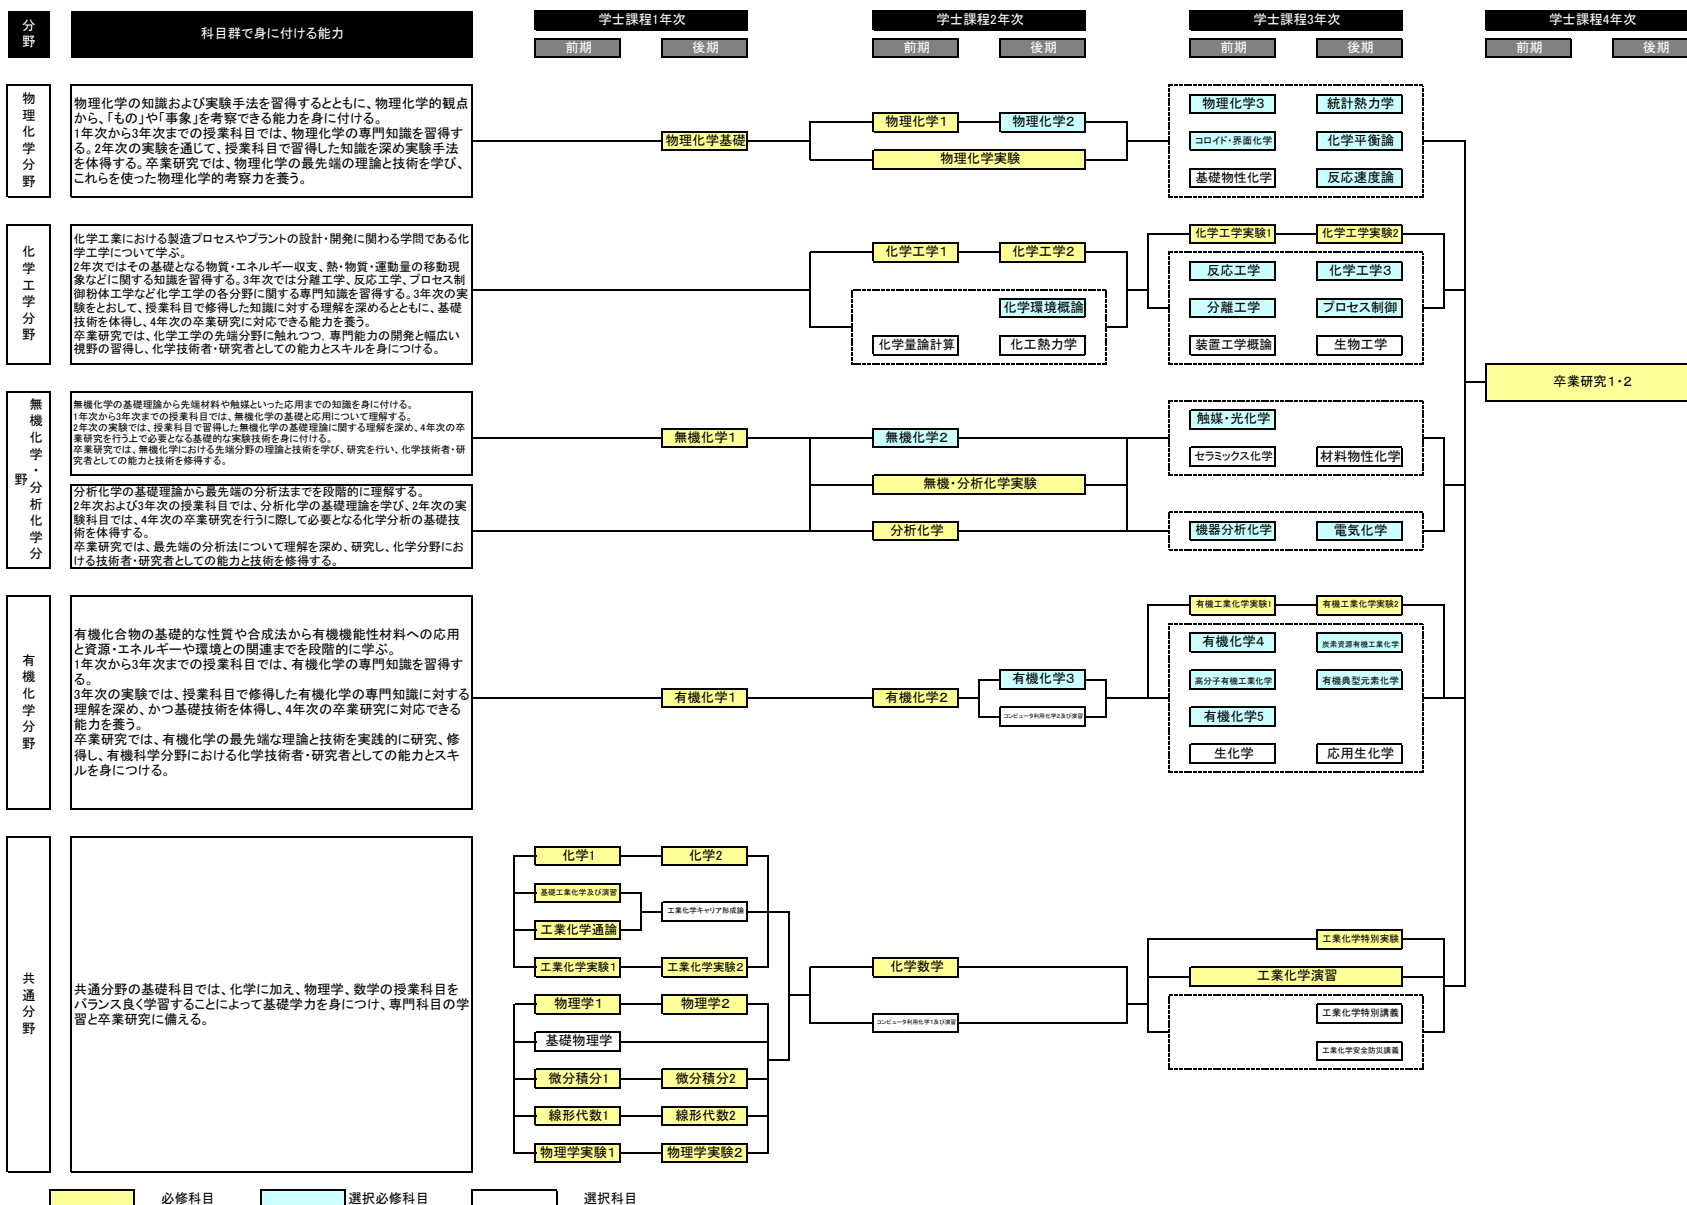 分野
科目群で身に付ける能力
学士課程1年次
学士課程2年次
学士課程3年次
学士課程4年次
前期
後期
前期
後期
前期
後期
前期
後期
物理化学分野
物理化学の知識および実験手法を習得するとともに、物理化学的観点
から、「もの」や「事象」を考察できる能力を身に付ける。
1年次から3年次までの授業科目では、物理化学の専門知識を習得す
る。2年次の実験を通じて、授業科目で習得した知識を深め実験手法
を体得する。卒業研究では、物理化学の最先端の理論と技術を学び、
これらを使った物理化学的考察力を養う。
物理化学基礎
物理化学1
物理化学2
物理化学実験
物理化学3
統計熱力学
コロイド・界面化学
化学平衡論
基礎物性化学
反応速度論
化学工学分野
化学工業における製造プロセスやプラントの設計・開発に関わる学問である化
学工学について学ぶ。
2年次ではその基礎となる物質・エネルギー収支、熱・物質・運動量の移動現
象などに関する知識を習得する。3年次では分離工学、反応工学、プロセス制
御粉体工学など化学工学の各分野に関する専門知識を習得する。3年次の実
験をとおして、授業科目で修得した知識に対する理解を深めるとともに、基礎
技術を体得し、4年次の卒業研究に対応できる能力を養う。
卒業研究では、化学工学の先端分野に触れつつ、専門能力の開発と幅広い
視野の習得し、化学技術者・研究者としての能力とスキルを身につける。
化学工学1
化学工学2
化学環境概論
化学量論計算
化工熱力学
化学工学実験1
化学工学実験2
反応工学
化学工学3
分離工学
プロセス制御
装置工学概論
生物工学
卒業研究1・2
無機化学・分析化学分野
無機化学の基礎理論から先端材料や触媒といった応用までの知識を身に付ける。
1年次から3年次までの授業科目では、無機化学の基礎と応用について理解する。
2年次の実験では、授業科目で習得した無機化学の基礎理論に関する理解を深め、4年次の卒
業研究を行う上で必要となる基礎的な実験技術を身に付ける。
卒業研究では、無機化学における先端分野の理論と技術を学び、研究を行い、化学技術者・研
究者としての能力と技術を修得する。
分析化学の基礎理論から最先端の分析法までを段階的に理解する。
2年次および3年次の授業科目では、分析化学の基礎理論を学び、2年次の実
験科目では、4年次の卒業研究を行うに際して必要となる化学分析の基礎技
術を体得する。
卒業研究では、最先端の分析法について理解を深め、研究し、化学分野にお
ける技術者・研究者としての能力と技術を修得する。
無機化学1
無機化学2
無機・分析化学実験
分析化学
触媒・光化学
セラミックス化学
材料物性化学
機器分析化学
電気化学
有機化学分野
有機化合物の基礎的な性質や合成法から有機機能性材料への応用
と資源・エネルギーや環境との関連までを段階的に学ぶ。
1年次から3年次までの授業科目では、有機化学の専門知識を習得す
る。
3年次の実験では、授業科目で修得した有機化学の専門知識に対する
理解を深め、かつ基礎技術を体得し、4年次の卒業研究に対応できる
能力を養う。
卒業研究では、有機化学の最先端な理論と技術を実践的に研究、修
得し、有機科学分野における化学技術者・研究者としての能力とスキ
ルを身につける。
有機化学1
有機化学2
有機化学3
コンピュータ利用化学2及び演習
有機工業化学実験1
有機工業化学実験2
有機化学4
炭素資源有機工業化学
高分子有機工業化学
有機典型元素化学
有機化学5
生化学
応用生化学
共通分野
共通分野の基礎科目では、化学に加え、物理学、数学の授業科目を
バランス良く学習することによって基礎学力を身につけ、専門科目の学
習と卒業研究に備える。
化学1
化学2
基礎工業化学及び演習
工業化学キャリア形成論
工業化学通論
工業化学実験1
工業化学実験2
物理学1
物理学2
基礎物理学
微分積分1
微分積分2
線形代数1
線形代数2
物理学実験1
物理学実験2
化学数学
コンピュータ利用化学1及び演習
工業化学特別実験
工業化学演習
工業化学特別講義
工業化学安全防災講義
必修科目
選択必修科目
選択科目